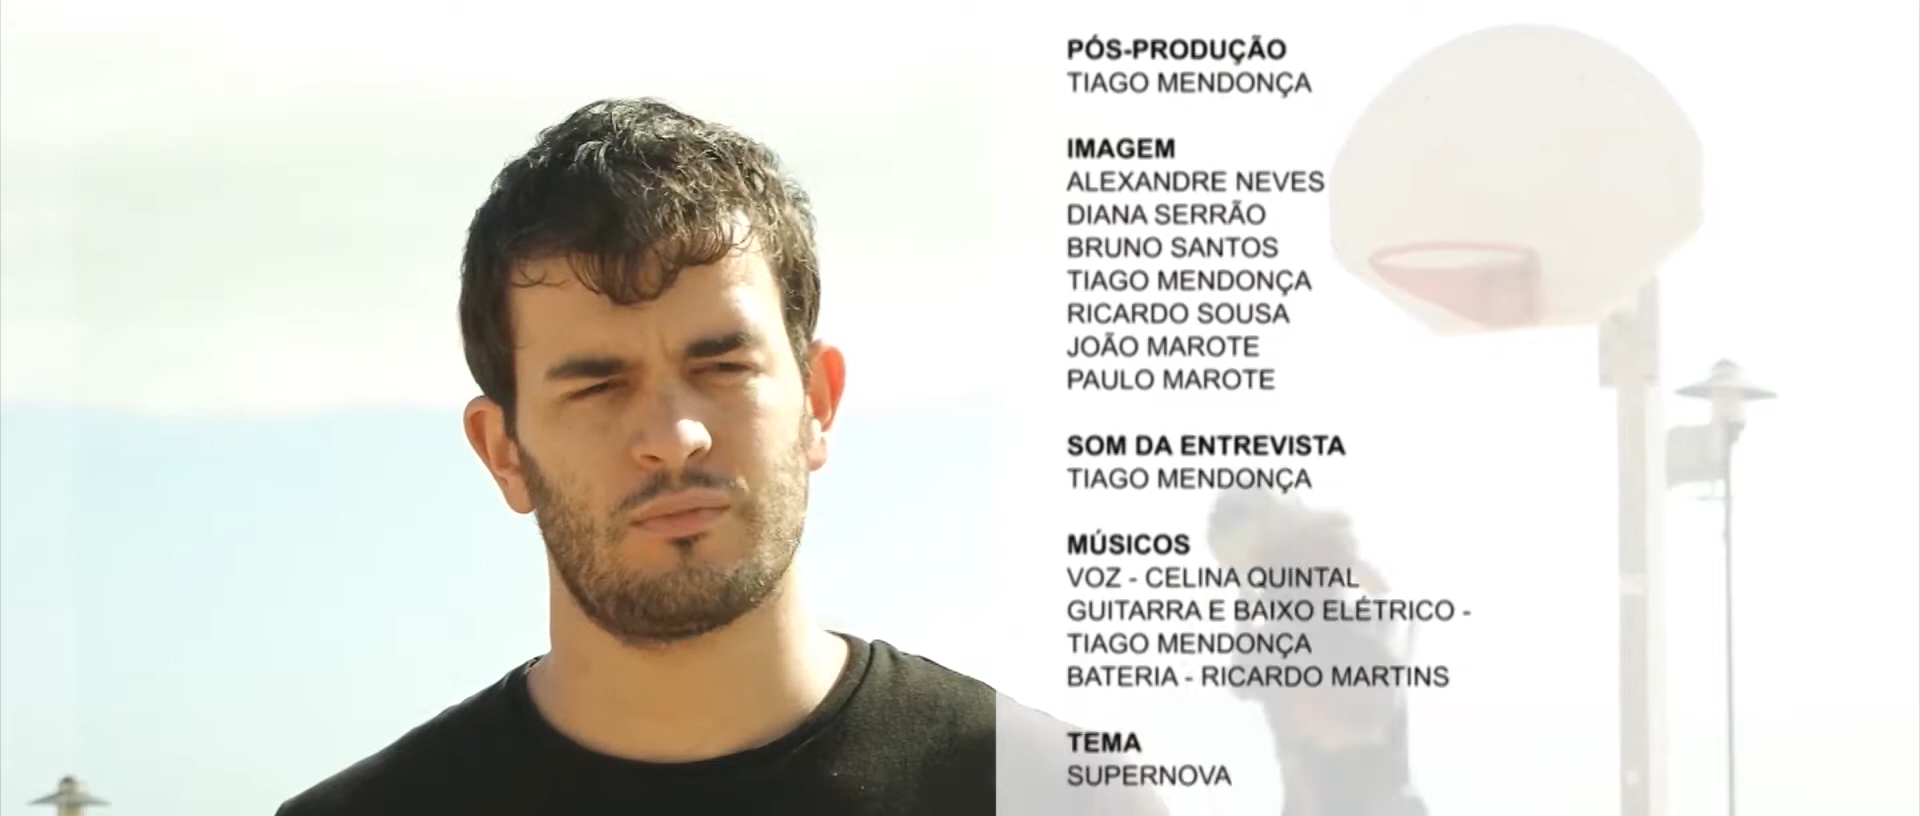 PÓS-PRODUÇÃO
TIAGO MENDONÇA
IMAGEM
ALEXANDRE NEVES
DIANA SERRÃO
BRUNO SANTOS
TIAGO MENDONÇA
RICARDO SOUSA
JOÃO MAROTE
PAULO MAROTE
SOM DA ENTREVISTA
TIAGO MENDONÇA
MÚSICOS
VOZ - CELINA QUINTAL
GUITARRA E BAIXO ELÉTRICO -
TIAGO MENDONÇA
BATERIA - RICARDO MARTINS
TEMA
SUPERNOVA